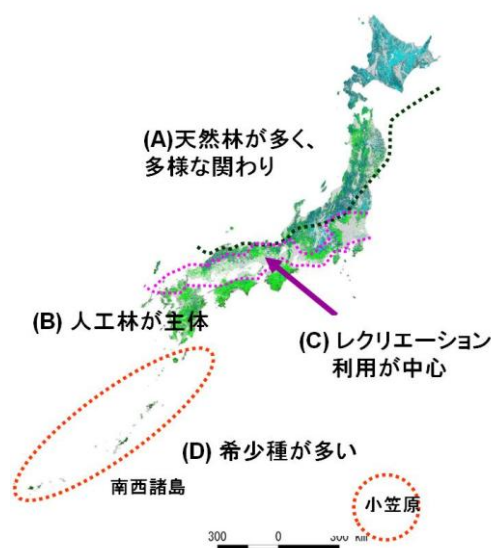 (A)天然林が多く、
多様な関わり
(B) 人工林が主体
(C) レクリエーション
利用が中心
(D) 希少種が多い
南西諸島
小笠原
300 0 300 km